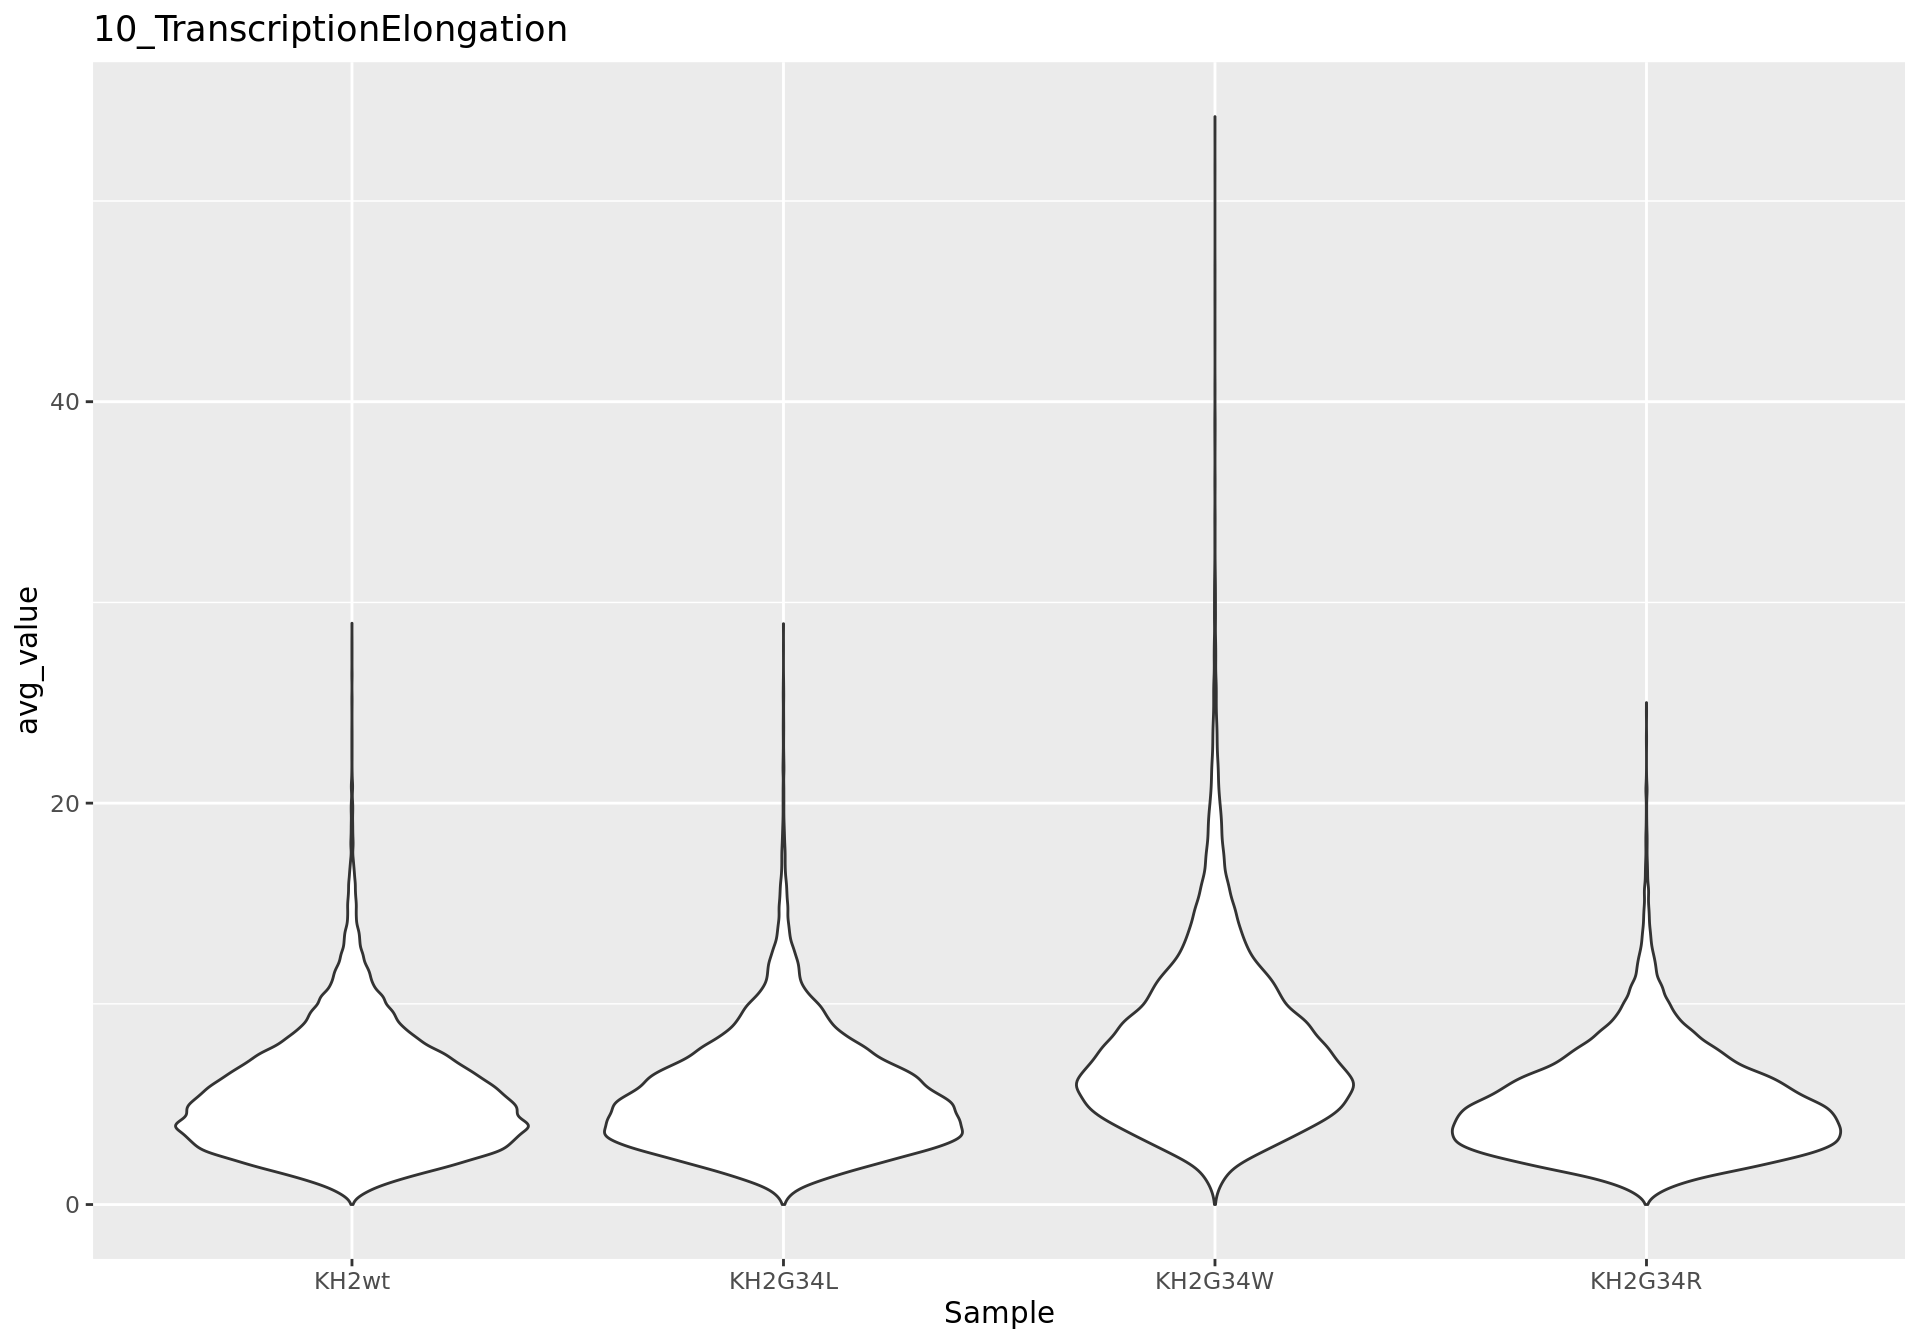 10_TranscriptionElongation
avg_value
40
20
0
KH2wt KH2G34L KH2G34W KH2G34R
Sample